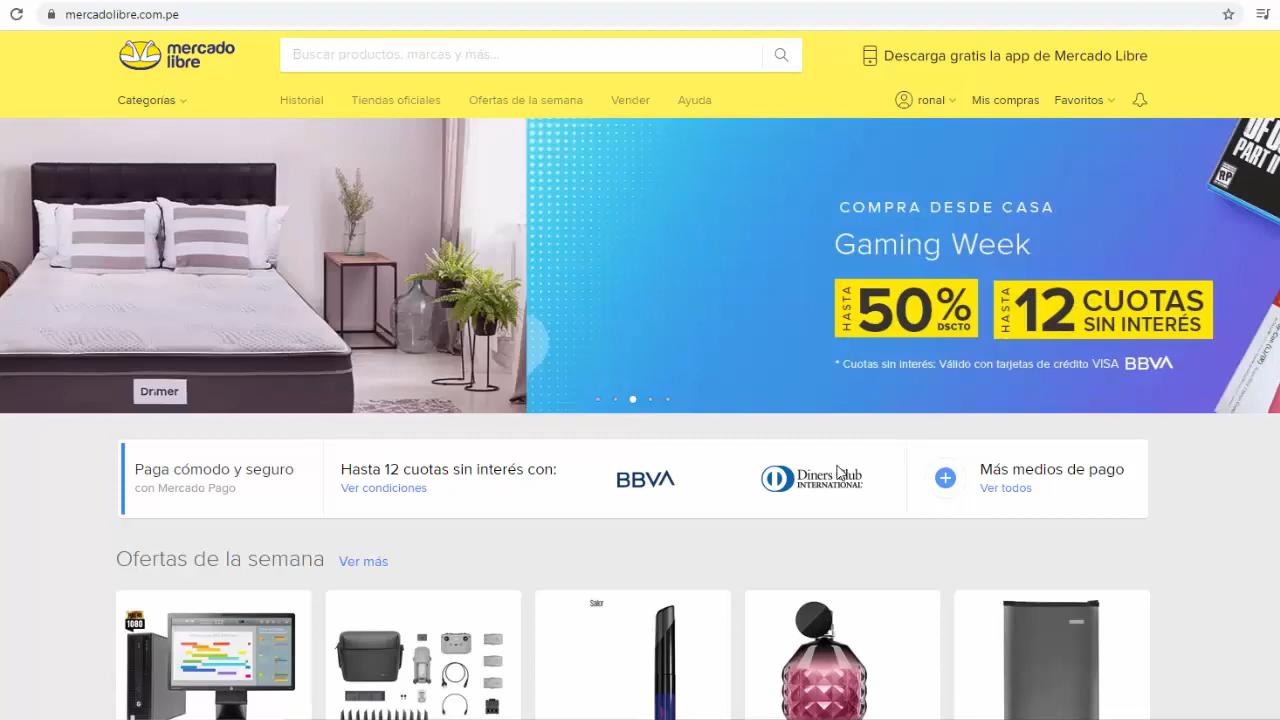 mercadolibre.com.pe
mercado
libre
Buscar productos, marcas y más...
Descarga gratis la app de Mercado Libre
Categorías
Historial
Tiendas oficiales
Ofertas de la semana
Vender
Ayuda
ronal
Mis compras
Favoritos
COMPRA DESDE CASA
Gaming Week
HASTA
50%
DSCTO
HASTA
12 CUOTAS
SIN INTERÉS
* Cuotas sin interés: Válido con tarjetas de crédito VISA BBVA
PART II
RP
Drimer
Paga cómodo y seguro
con Mercado Pago
Hasta 12 cuotas sin interés con:
Ver condiciones
BBVA
Diners Club
INTERNATIONAL
Más medios de pago
Ver todos
Ofertas de la semana
Ver más
1080